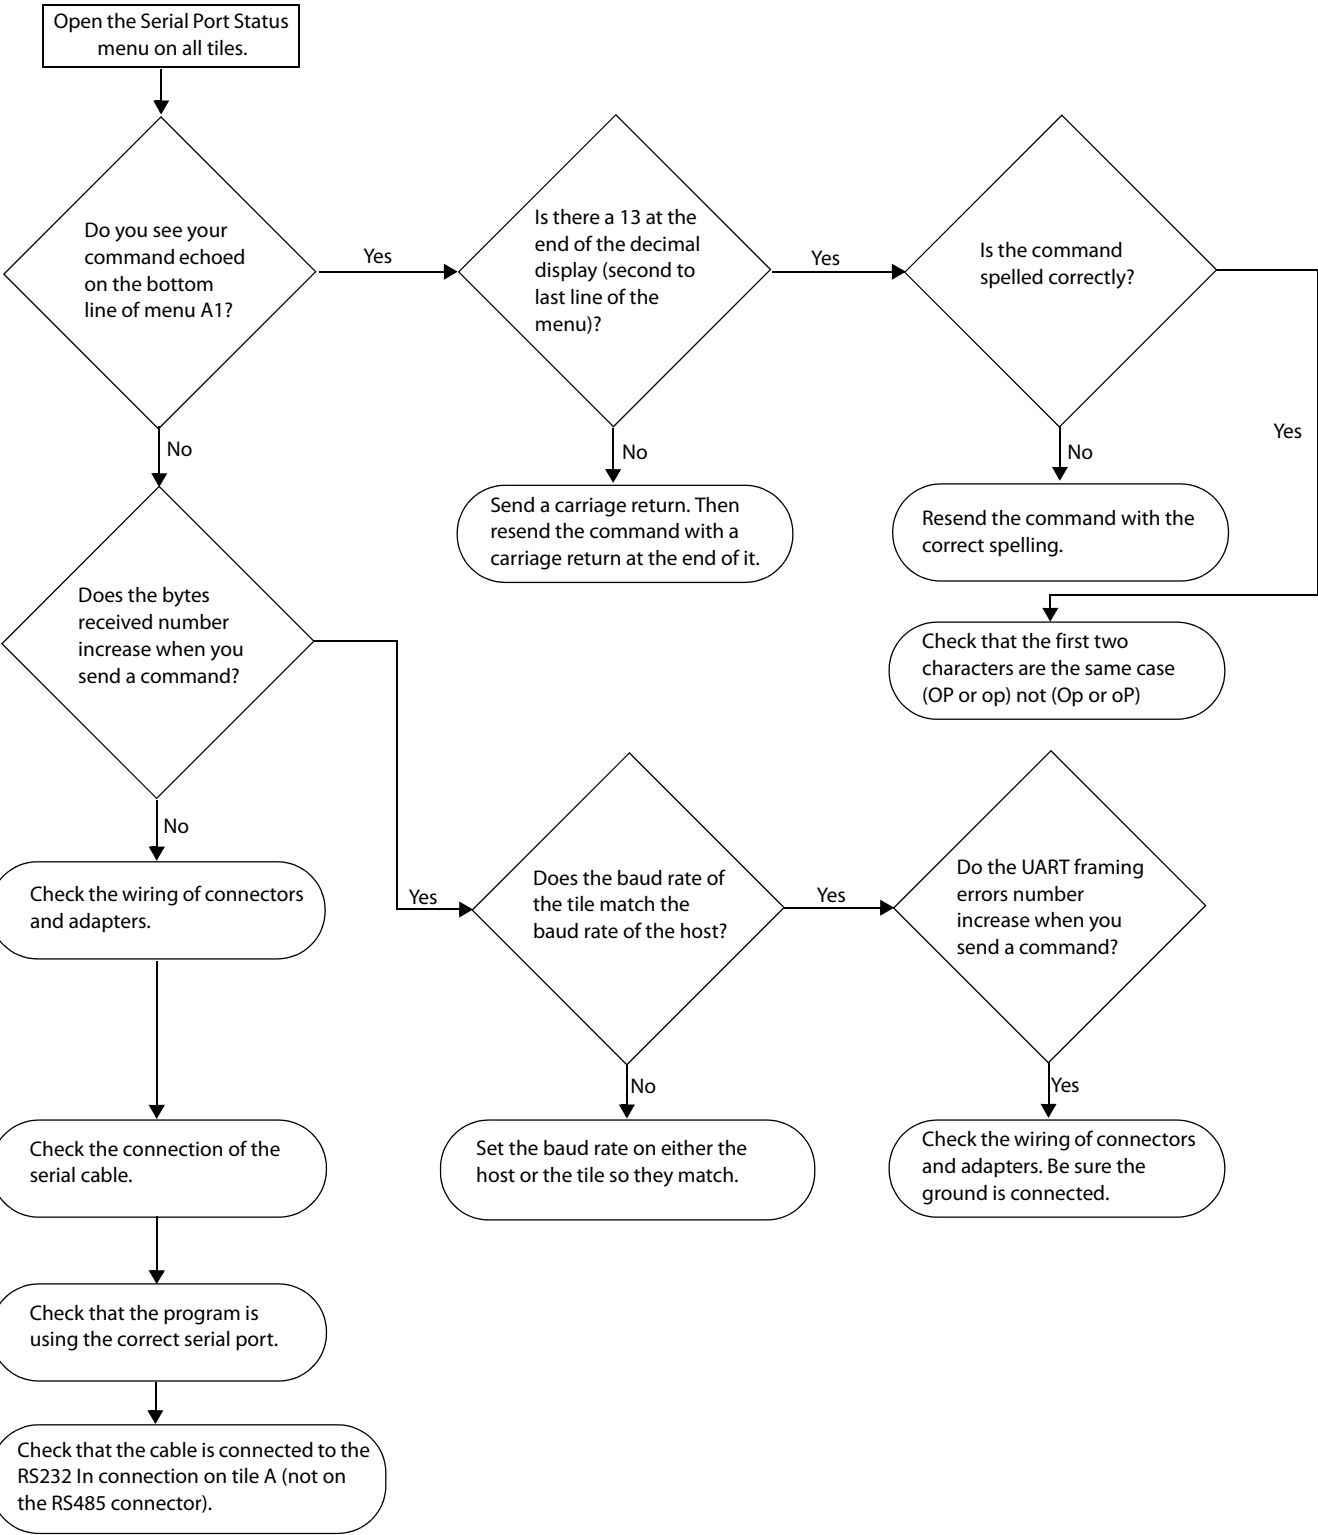 Open the Serial Port Status
menu on all tiles.
Do you see your
command echoed
on the bottom
line of menu A1?
Yes
Is there a 13 at the
end of the decimal
display (second to
last line of the
menu)?
Yes
Is the command
spelled correctly?
Yes
No
No
No
Send a carriage return. Then
resend the command with a
carriage return at the end of it.
Resend the command with the
correct spelling.
Does the bytes
received number
increase when you
send a command?
Check that the first two
characters are the same case
(OP or op) not (Op or oP)
No
Yes
Does the baud rate of
the tile match the
baud rate of the host?
Yes
Do the UART framing
errors number
increase when you
send a command?
Check the wiring of connectors
and adapters.
No
Yes
Check the connection of the
serial cable.
Set the baud rate on either the
host or the tile so they match.
Check the wiring of connectors
and adapters. Be sure the
ground is connected.
Check that the program is
using the correct serial port.
Check that the cable is connected to the
RS232 In connection on tile A (not on
the RS485 connector).